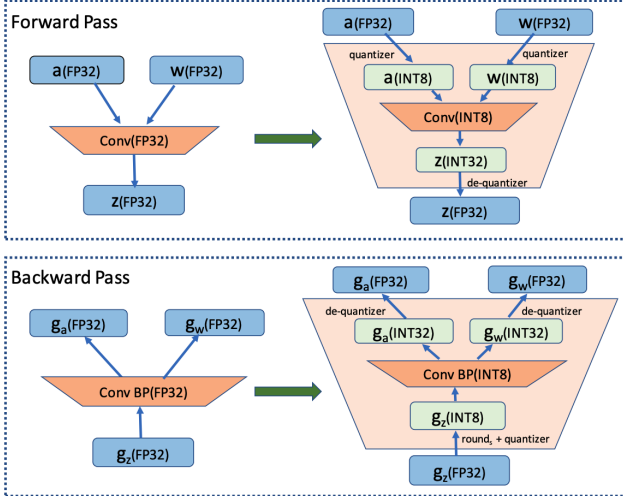 Forward Pass
a(FP32)
w(FP32)
Conv(FP32)
z(FP32)
a(FP32)
w(FP32)
quantizer
quantizer
a(INT8)
w(INT8)
Conv(INT8)
z(INT32)
de-quantizer
z(FP32)
Backward Pass
ga(FP32)
gw(FP32)
Conv BP(FP32)
gz(FP32)
ga(FP32)
gw(FP32)
de-quantizer
de-quantizer
ga(INT32)
gw(INT32)
Conv BP(INT8)
gz(INT8)
rounds + quantizer
gz(FP32)